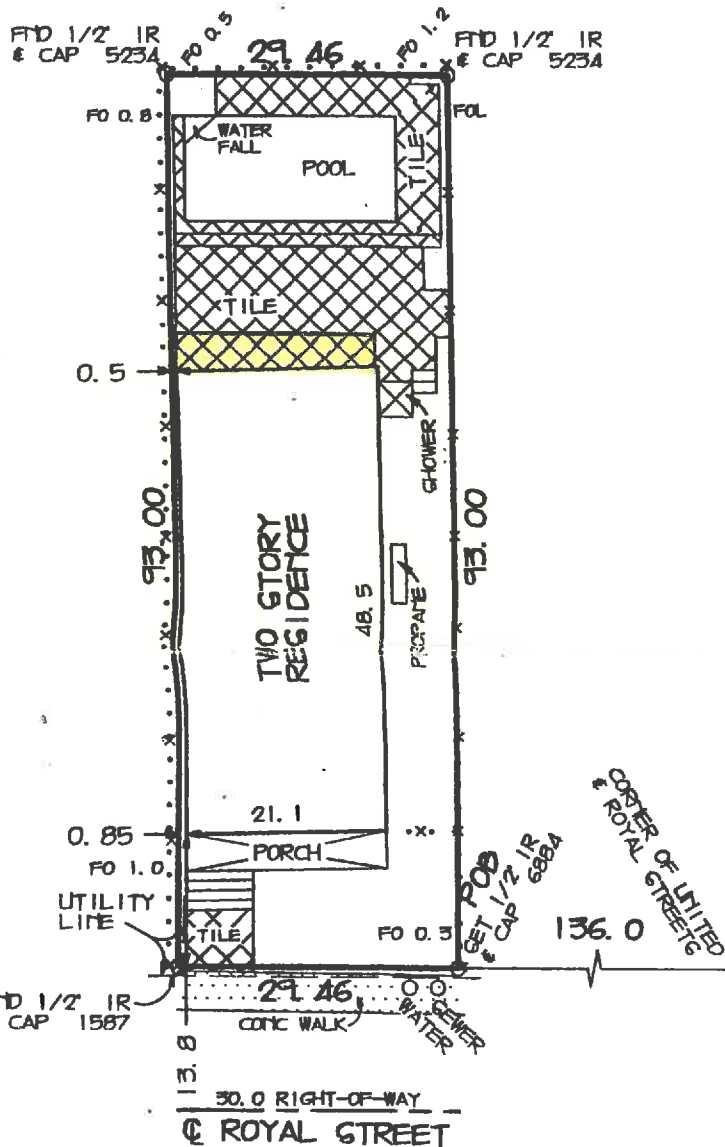 FND 1/2" IR
& CAP 5234
FO 0.5
29.46
FO 1.2
FND 1/2" IR
& CAP 5234
FO 0.8
WATER
FALL
POOL
TILE
FOL
TILE
0.5
SHOWER
93.00
TWO STORY
RESIDENCE
48.5
PROPANE
93.00
21.1
0.85
PORCH
FO 1.0
UTILITY
LINE
TILE
FO 0.3
POB
SET 1/2" IR
& CAP 6884
CORNER OF UNITED
& ROYAL STREETS
136.0
ND 1/2" IR
CAP 1587
29.46
CONC WALK
WATER
SEWER
13.8
30.0 RIGHT-OF-WAY
℄ ROYAL STREET